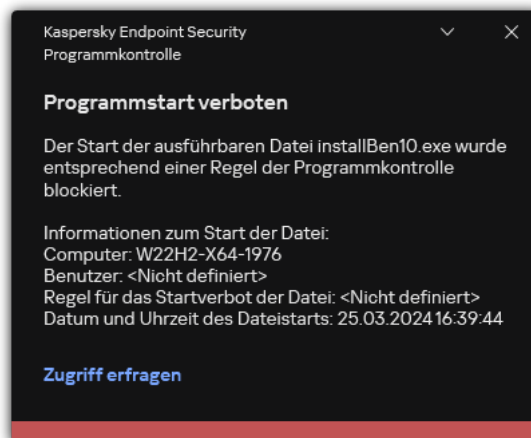 Kaspersky Endpoint Security
Programmkontrolle
Programmstart verboten
Der Start der ausführbaren Datei installBen10.exe wurde
entsprechend einer Regel der Programmkontrolle
blockiert.
Informationen zum Start der Datei:
Computer: W22H2-X64-1976
Benutzer: <Nicht definiert>
Regel für das Startverbot der Datei: <Nicht definiert>
Datum und Uhrzeit des Dateistarts: 25.03.2024 16:39:44
Zugriff erfragen